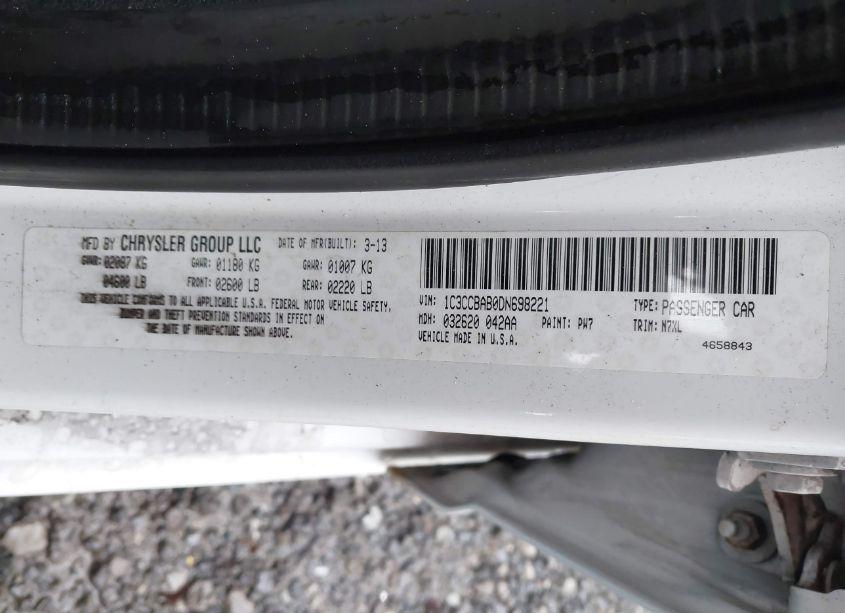 MFD BY CHRYSLER GROUP LLC DATE OF MFR(BUILT): 3-13
GVWR: 02087 KG GAWR: 01180 KG GAWR: 01007 KG
04600 LB FRONT: 02600 LB REAR: 02220 LB
THIS VEHICLE CONFORMS TO ALL APPLICABLE U.S.A. FEDERAL MOTOR VEHICLE SAFETY,
BUMPER AND THEFT PREVENTION STANDARDS IN EFFECT ON
THE DATE OF MANUFACTURE SHOWN ABOVE.
VIN: 1C3CCBAB0DN698221 TYPE: PASSENGER CAR
MDH: 032620 042AA PAINT: PW7 TRIM: N7XL
VEHICLE MADE IN U.S.A.
4658843